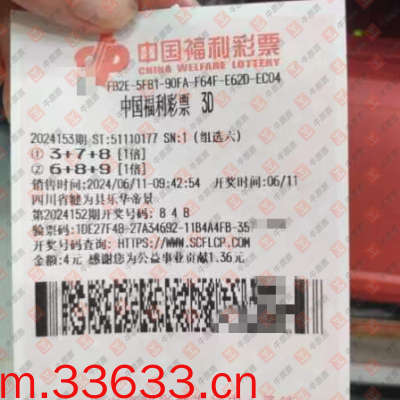 中国福利彩票
CHINA WELFARE LOTTERY
FB2E-5FB1-90FA-F64F-E62D-EC04
中国福利彩票 3D
2024153期 ST:51110177 SN:1 (组选六)
① 3+7+8 [1倍]
② 6+8+9 [1倍]
销售时间:2024/06/11-09:42:54 开奖时间:06/11
四川省犍为县乐华帝景
第2024152期开奖号码: 8 4 8
验票码:1DE27F48-27A34692-11B4A4FB-35
开奖号码查询: HTTPS://WWW.SCFLCP.COM
金额:4元 感谢您为公益事业贡献1.36元
m.33633.cn